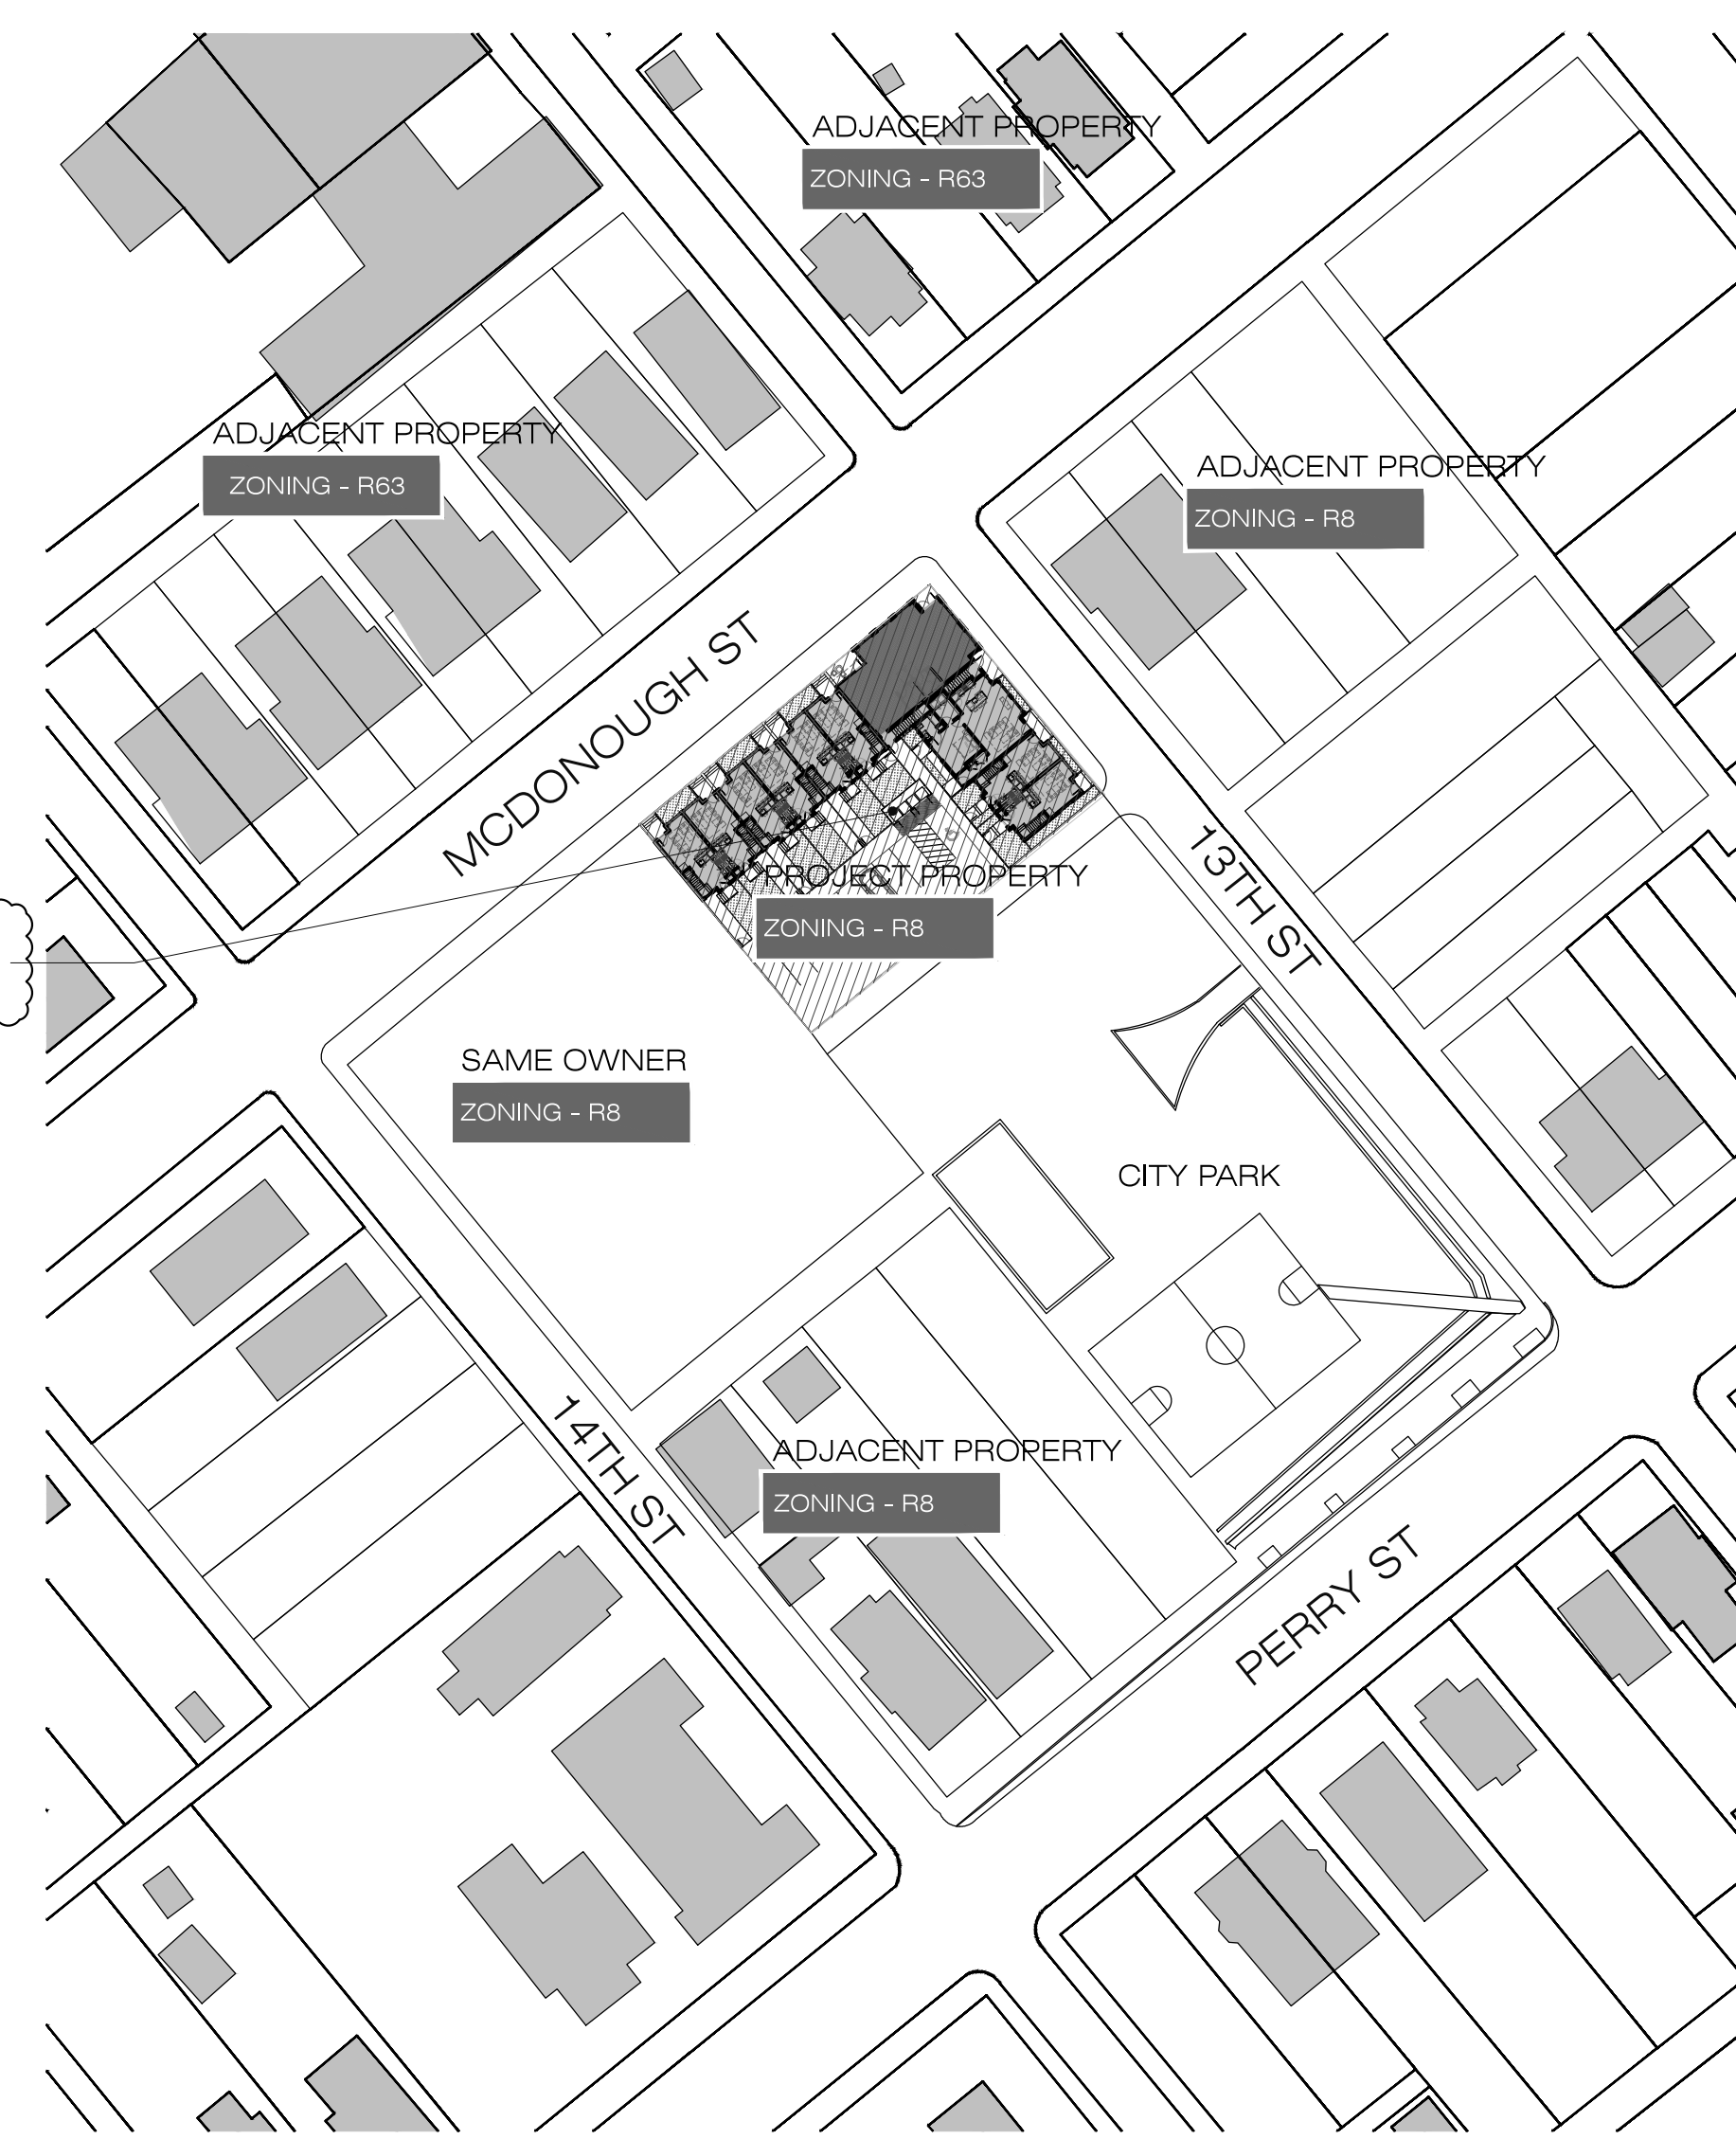 ADJACENT PROPERTY
ZONING - R63
ADJACENT PROPERTY
ZONING - R63
ADJACENT PROPERTY
ZONING - R8
MCDONOUGH ST
13TH ST
PROJECT PROPERTY
ZONING - R8
SAME OWNER
ZONING - R8
CITY PARK
14TH ST
ADJACENT PROPERTY
ZONING - R8
PERRY ST